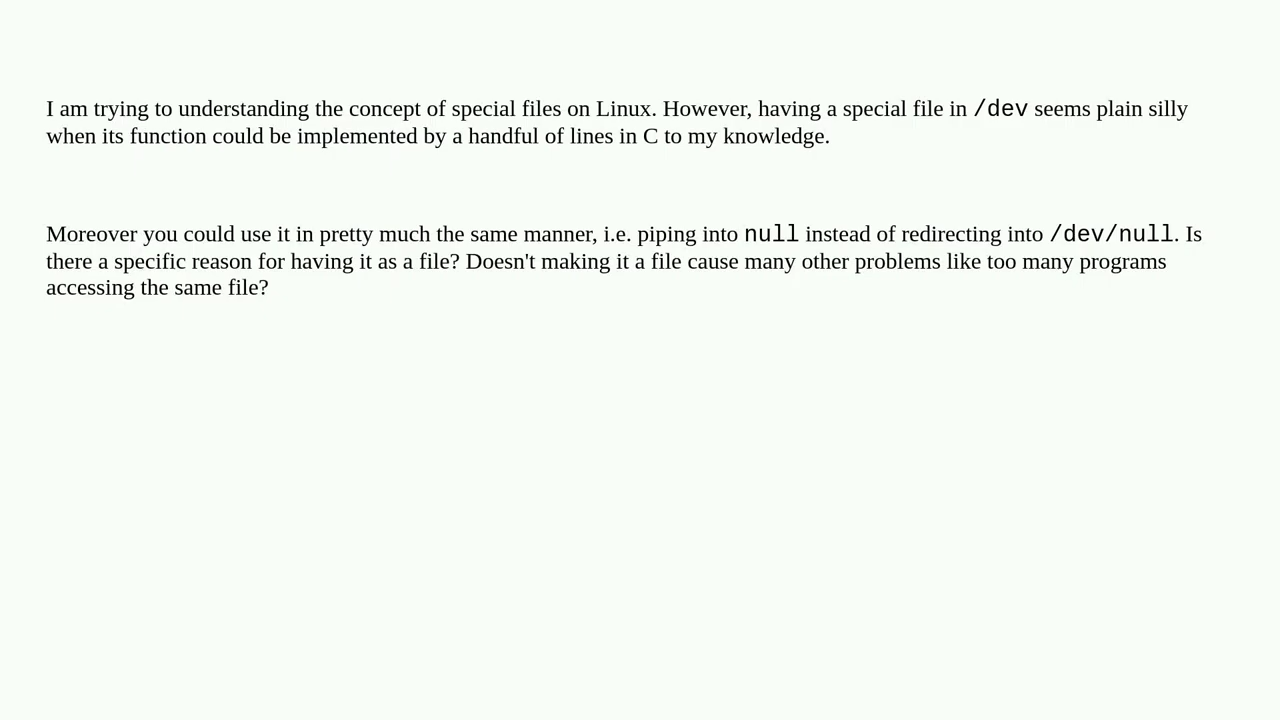 I am trying to understanding the concept of special files on Linux. However, having a special file in /dev seems plain silly
when its function could be implemented by a handful of lines in C to my knowledge.
Moreover you could use it in pretty much the same manner, i.e. piping into null instead of redirecting into /dev/null. Is
there a specific reason for having it as a file? Doesn't making it a file cause many other problems like too many programs
accessing the same file?